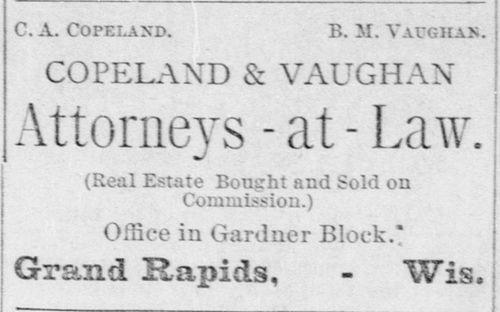 C. A. COPELAND. B. M. VAUGHAN.
COPELAND & VAUGHAN
Attorneys - at - Law.
(Real Estate Bought and Sold on
Commission.)
Office in Gardner Block.
Grand Rapids, - Wis.